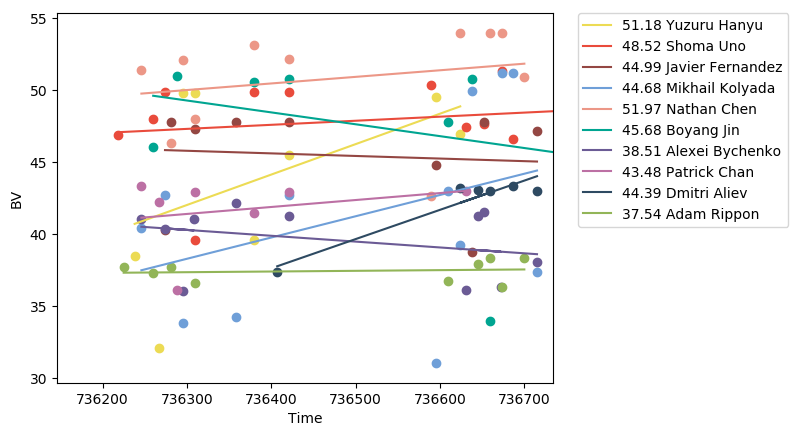 55
50
45
40
35
30
BV
736200 736300 736400 736500 736600 736700
Time
51.18 Yuzuru Hanyu
48.52 Shoma Uno
44.99 Javier Fernandez
44.68 Mikhail Kolyada
51.97 Nathan Chen
45.68 Boyang Jin
38.51 Alexei Bychenko
43.48 Patrick Chan
44.39 Dmitri Aliev
37.54 Adam Rippon